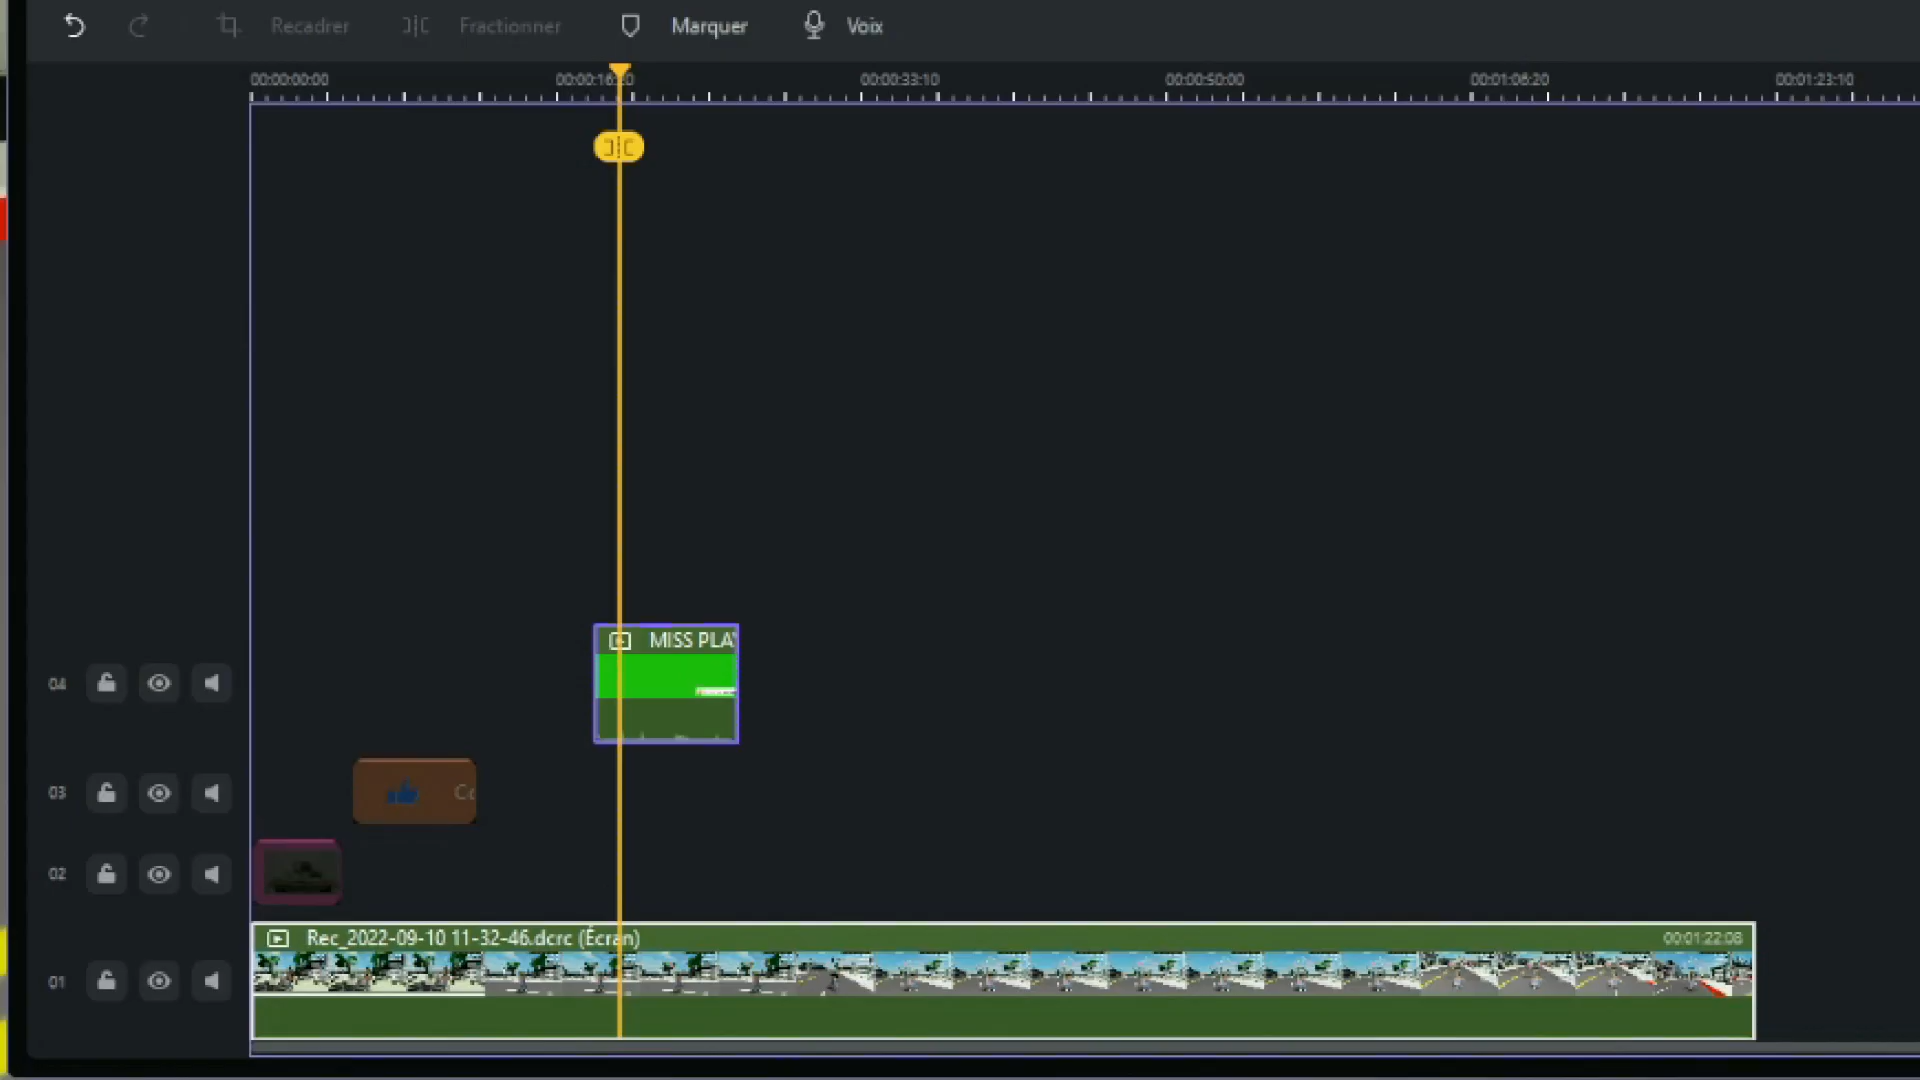 Recadrer Fractionner Marquer Voix
00:00:00:00 00:00:33:10 00:00:50:00 00:01:06:20 00:01:23:10
04 MISS PLAY
03
02
Rec_2022-09-10 11-32-46.dcrc (Écran) 00:01:22:08
01